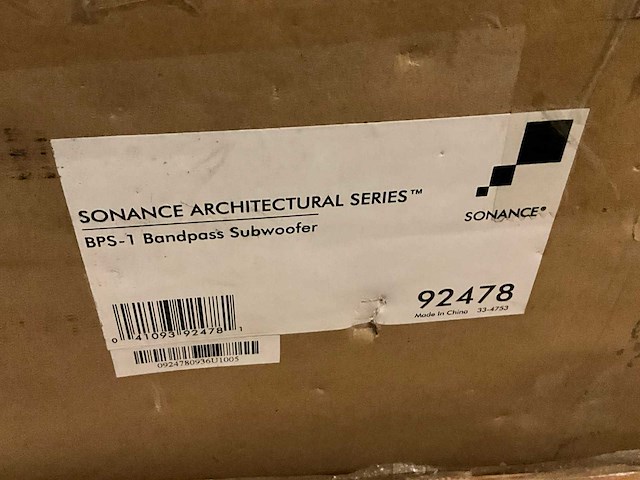 SONANCE ARCHITECTURAL SERIES™
BPS-1 Bandpass Subwoofer
SONANCE®
92478
Made In China 33-4753
0 41093 92478 1
0924780936U1005